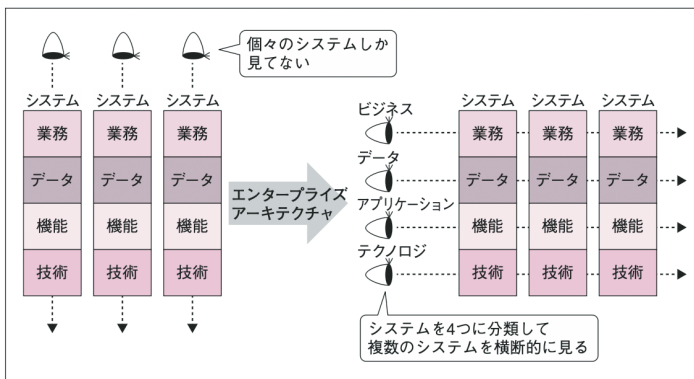 個々のシステムしか
見てない
システム システム システム
業務 業務 業務
データ データ データ
機能 機能 機能
技術 技術 技術
エンタープライズ
アーキテクチャ
ビジネス
データ
アプリケーション
テクノロジ
システム システム システム
業務 業務 業務
データ データ データ
機能 機能 機能
技術 技術 技術
システムを4つに分類して
複数のシステムを横断的に見る